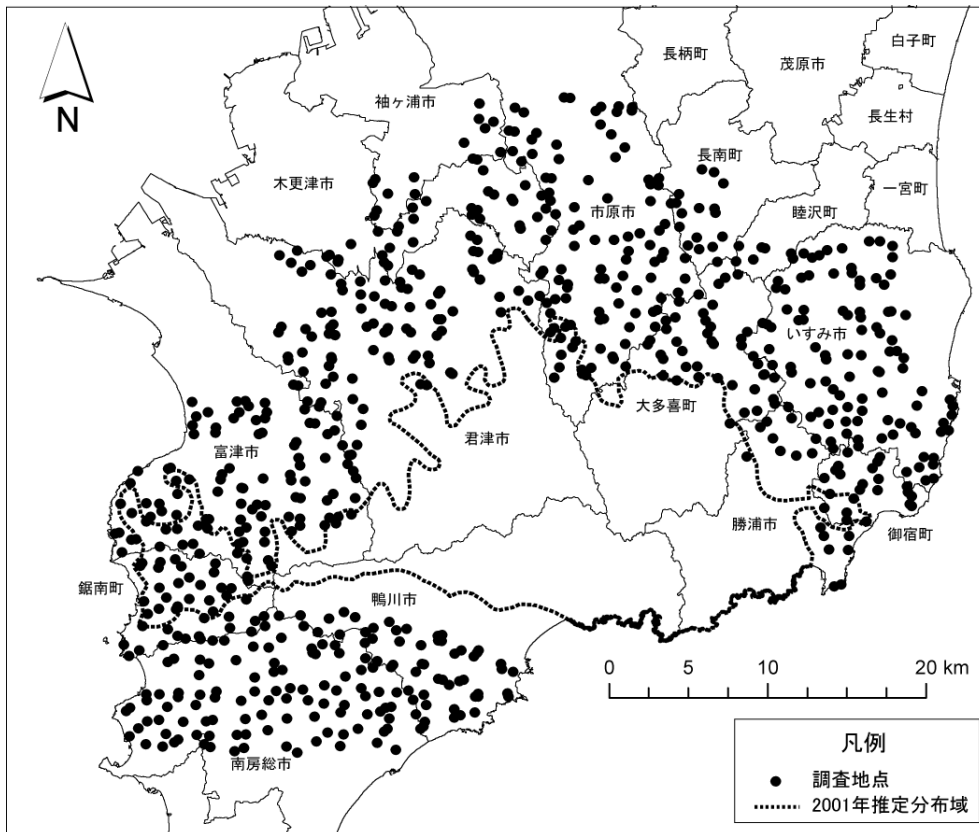 白子町
長柄町
茂原市
袖ヶ浦市
長生村
長南町
木更津市
一宮町
市原市
睦沢町
いすみ市
大多喜町
君津市
富津市
勝浦市
御宿町
鋸南町
鴨川市
南房総市
N
0 5 10 20 km
凡例
調査地点
2001年推定分布域